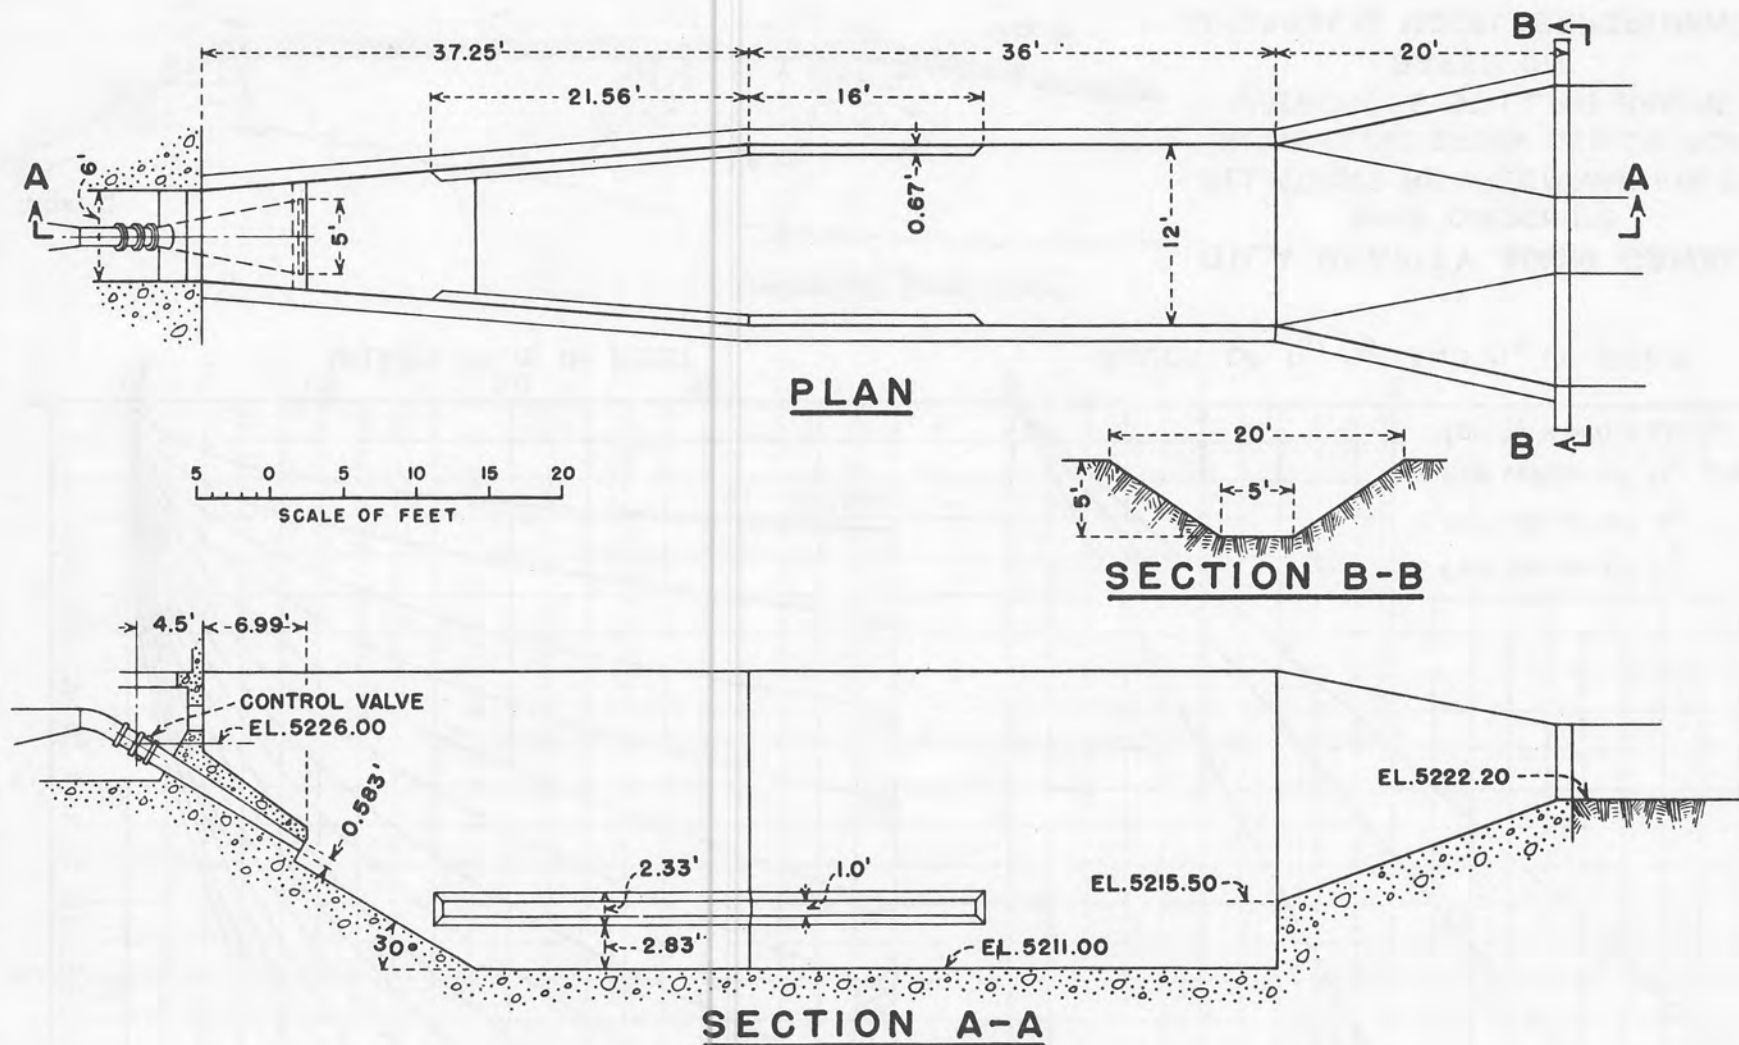 B
37.25'
36'
20'
21.56'
16'
A
6'
5'
0.67'
12'
A
PLAN
B
20'
5'
5'
SECTION B-B
5 0 5 10 15 20
SCALE OF FEET
4.5'
6.99'
CONTROL VALVE
EL.5226.00
0.583'
30°
2.33'
1.0'
2.83'
EL.5211.00
EL.5215.50
EL.5222.20
SECTION A-A